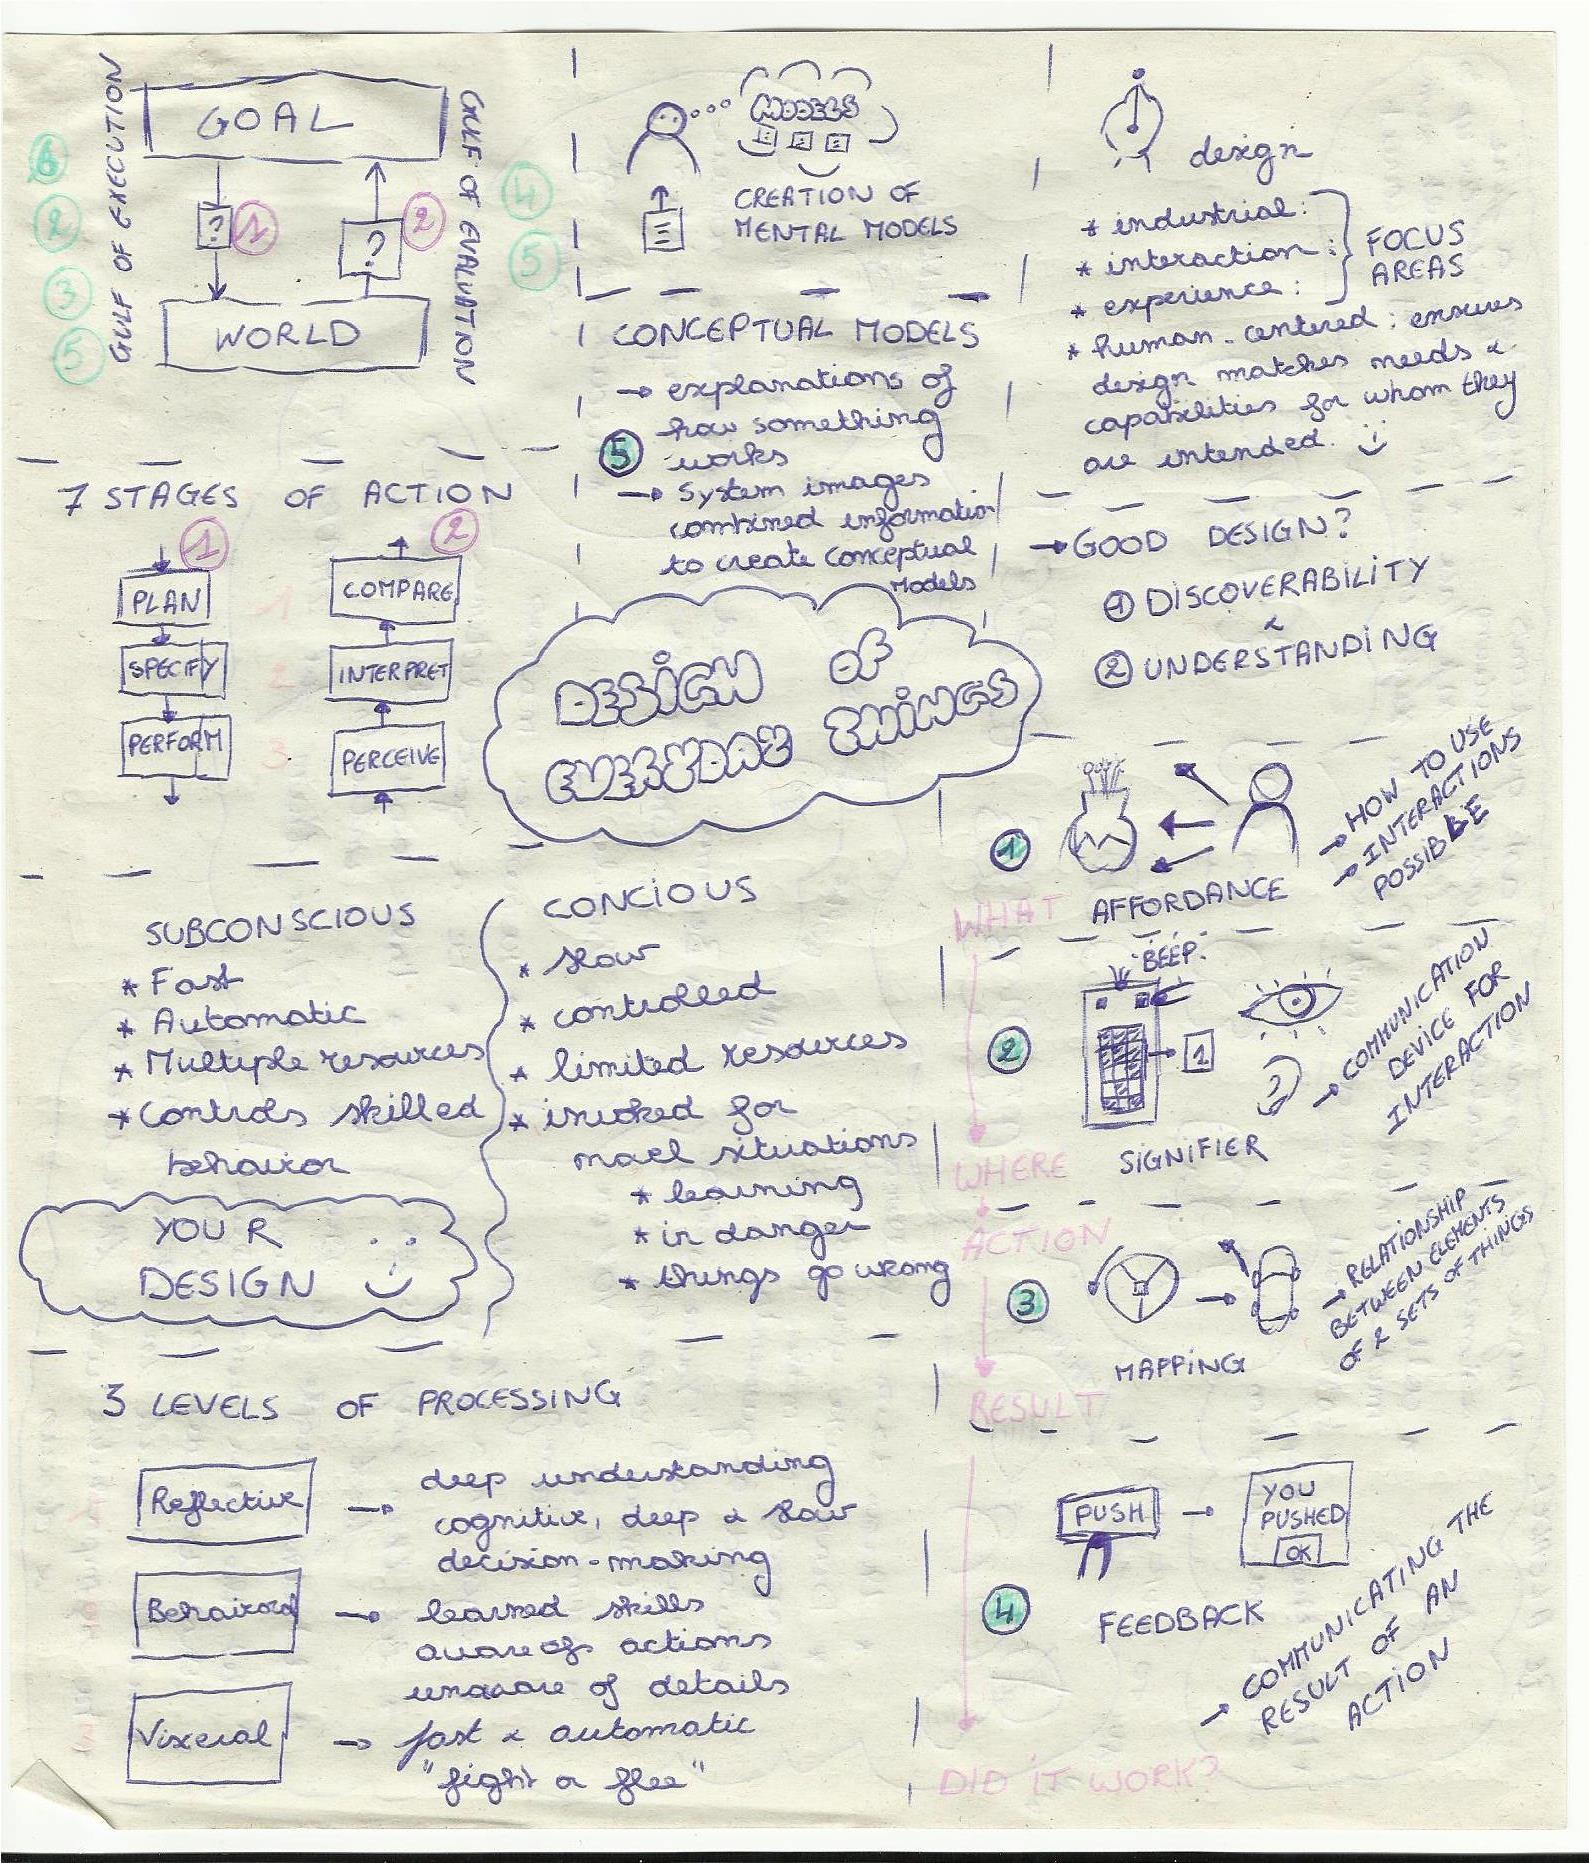 GULF OF EXECUTION
GOAL
? 1
2
?
WORLD
GULF OF EVALUATION
6
2
3
5
4
5
MODELS
CREATION OF
MENTAL MODELS
design
* industrial:
* interaction:
* experience:
FOCUS
AREAS
* human-centered: ensures
design matches needs &
capabilities for whom they
are intended.
CONCEPTUAL MODELS
→ explanations of
how something
works
5
→ System images
combined information
to create conceptual
Models
7 STAGES OF ACTION
1
PLAN
SPECIFY
PERFORM
1
2
3
2
COMPARE
INTERPRET
PERCEIVE
DESIGN OF
EVERYDAY THINGS
→ GOOD DESIGN?
1 DISCOVERABILITY
&
2 UNDERSTANDING
1
AFFORDANCE
→ HOW TO USE
→ INTERACTIONS
POSSIBLE
WHAT
BEEP.
2
1
SIGNIFIER
→ COMMUNICATION
DEVICE FOR
INTERACTION
WHERE
ACTION
3
MAPPING
→ RELATIONSHIP
BETWEEN ELEMENTS
OF 2 SETS OF THINGS
RESULT
PUSH → YOU
PUSHED
OK
4
FEEDBACK
→ COMMUNICATING THE
RESULT OF AN
ACTION
DID IT WORK?
SUBCONSCIOUS
* Fast
* Automatic
* Multiple resources
* Controls skilled
behavior
YOUR
DESIGN
CONCIOUS
* slow
* controlled
* limited resources
* invoked for
situations
* learning
* in danger
* things go wrong
3 LEVELS OF PROCESSING
Reflective → deep understanding
cognitive, deep & slow
decision-making
Behaivoral → learned skills
aware of actions
unaware of details
Visceral → fast & automatic
"fight or flee"